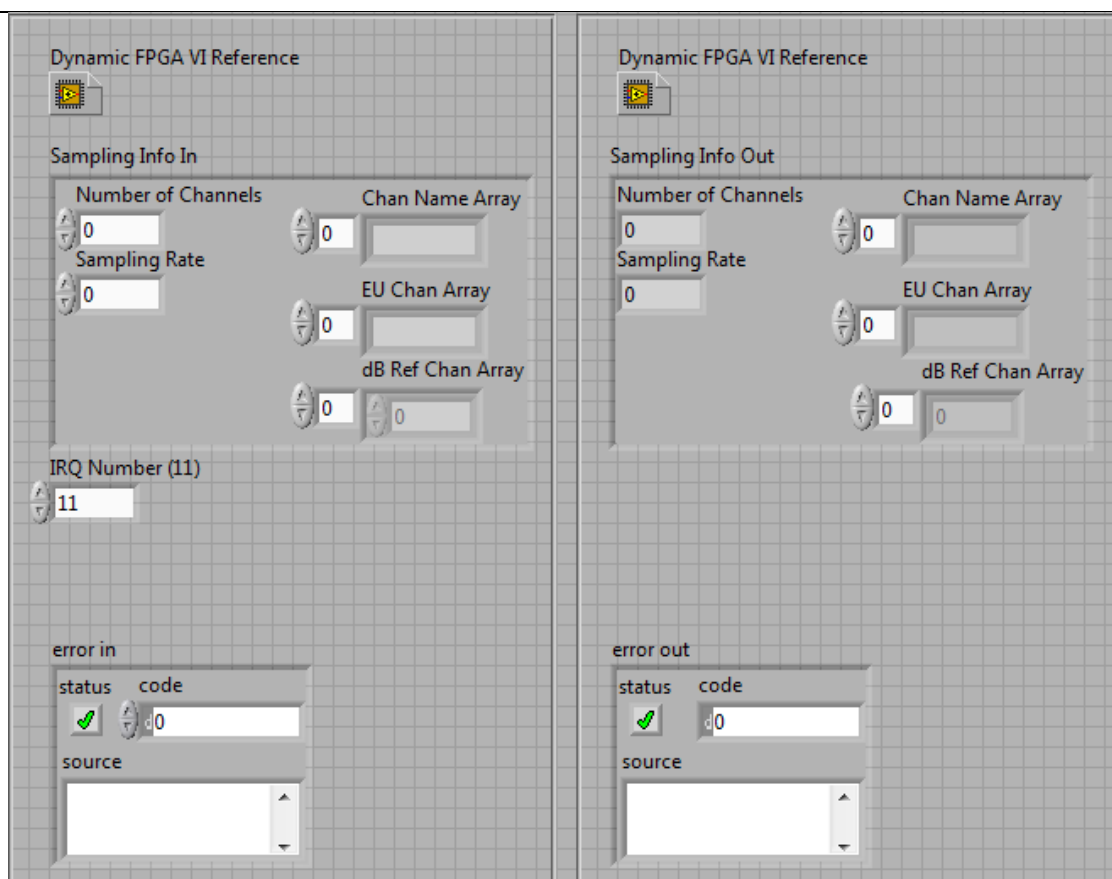 Dynamic FPGA VI Reference
Sampling Info In
Number of Channels
0
Sampling Rate
0
Chan Name Array
0
EU Chan Array
0
dB Ref Chan Array
0
0
IRQ Number (11)
11
error in
status
code
d0
source
Dynamic FPGA VI Reference
Sampling Info Out
Number of Channels
0
Sampling Rate
0
Chan Name Array
0
EU Chan Array
0
dB Ref Chan Array
0
0
error out
status
code
d0
source